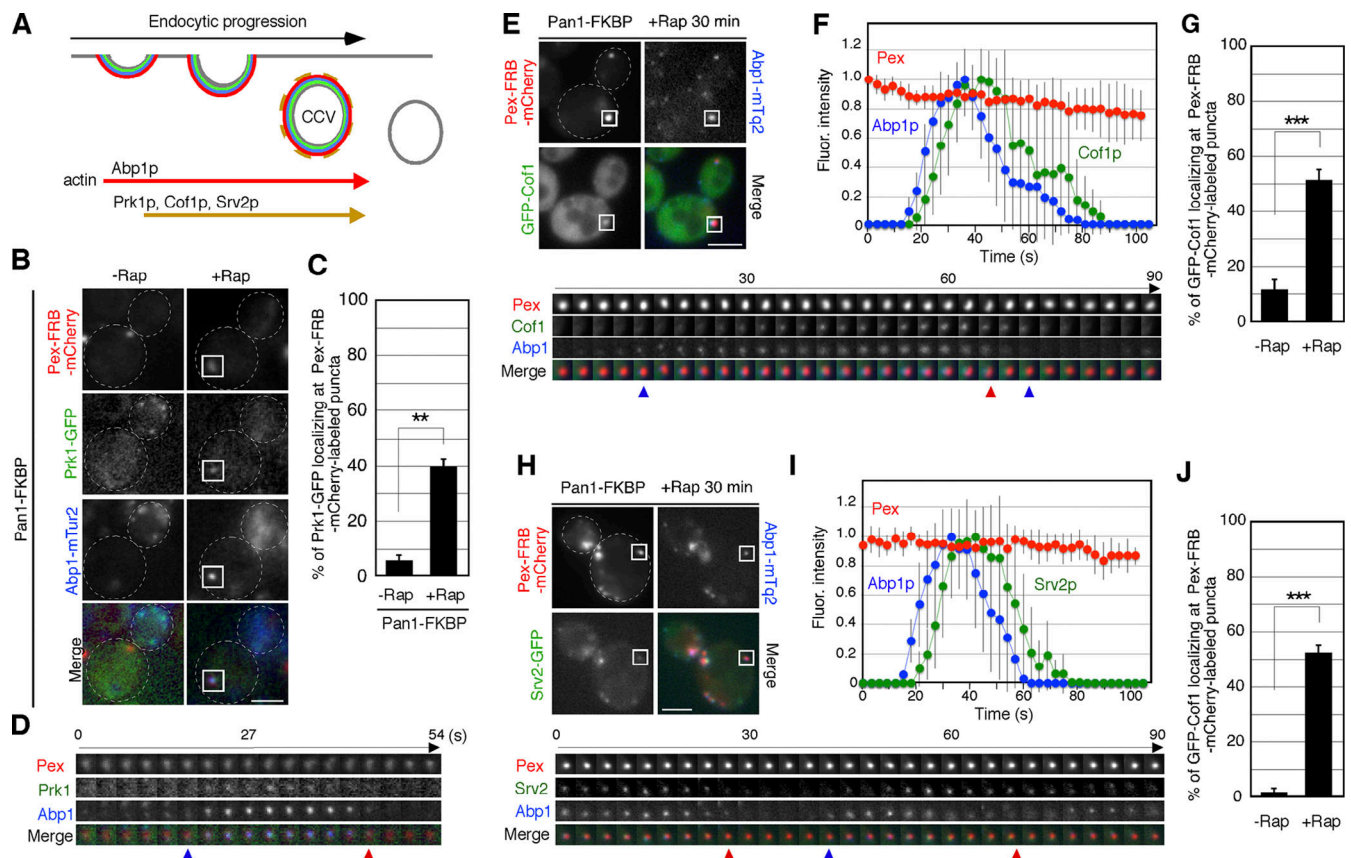 A
Endocytic progression
CCV
actin
Abp1p
Prk1p, Cof1p, Srv2p
B
-Rap
+Rap
Pan1-FKBP
Pex-FRB
-mCherry
Prk1-GFP
Abp1-mTur2
Merge
C
% of Prk1-GFP localizing at Pex-FRB
-mCherry-labeled puncta
100
80
60
40
20
0
**
-Rap
+Rap
Pan1-FKBP
D
0
27
54 (s)
Pex
Prk1
Abp1
Merge
E
Pan1-FKBP
+Rap 30 min
Pex-FRB
-mCherry
Abp1-mTq2
GFP-Cof1
Merge
F
Fluor. intensity
1.2
1.0
0.8
0.6
0.4
0.2
0
Pex
Abp1p
Cof1p
0
20
40
60
80
100
Time (s)
30
60
90
Pex
Cof1
Abp1
Merge
G
% of GFP-Cof1 localizing at Pex-FRB
-mCherry-labeled puncta
100
80
60
40
20
0
***
-Rap
+Rap
H
Pan1-FKBP
+Rap 30 min
Pex-FRB
-mCherry
Abp1-mTq2
Srv2-GFP
Merge
I
Fluor. intensity
1.2
1.0
0.8
0.6
0.4
0.2
0
Pex
Abp1p
Srv2p
0
20
40
60
80
100
Time (s)
0
30
60
90
Pex
Srv2
Abp1
Merge
J
% of GFP-Cof1 localizing at Pex-FRB
-mCherry-labeled puncta
100
80
60
40
20
0
***
-Rap
+Rap